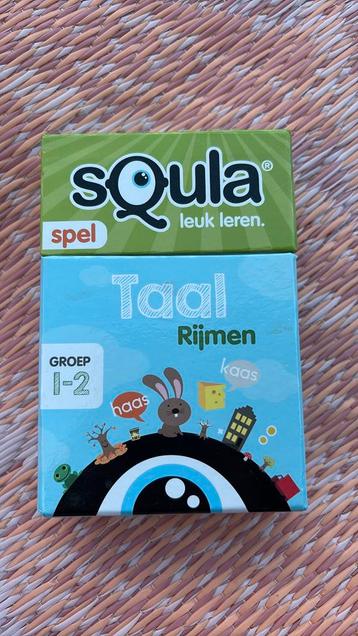 sQula®
leuk leren.
spel
Taal
Rijmen
GROEP
1-2
kaas
haas